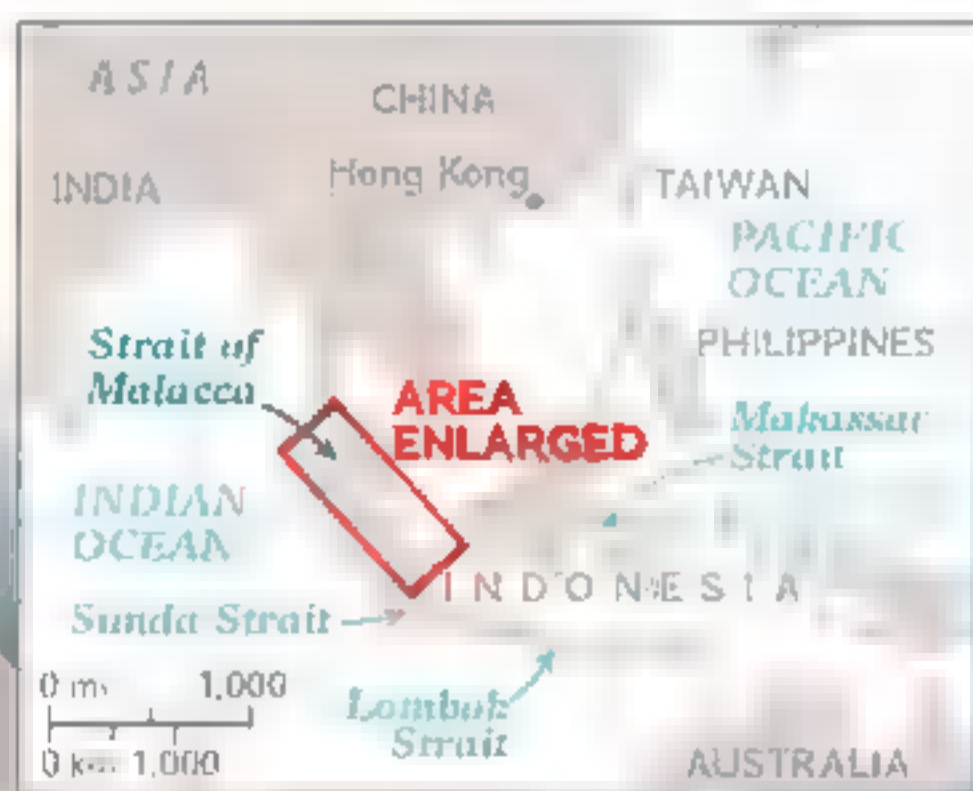 ASIA
CHINA
Hong Kong
INDIA
TAIWAN
PACIFIC
OCEAN
Strait of
Malacca
PHILIPPINES
AREA
ENLARGED
Makassar
Strait
INDIAN
OCEAN
INDONESIA
Sunda Strait
0 mi 1,000
Lombok
Strait
0 km 1,000
AUSTRALIA